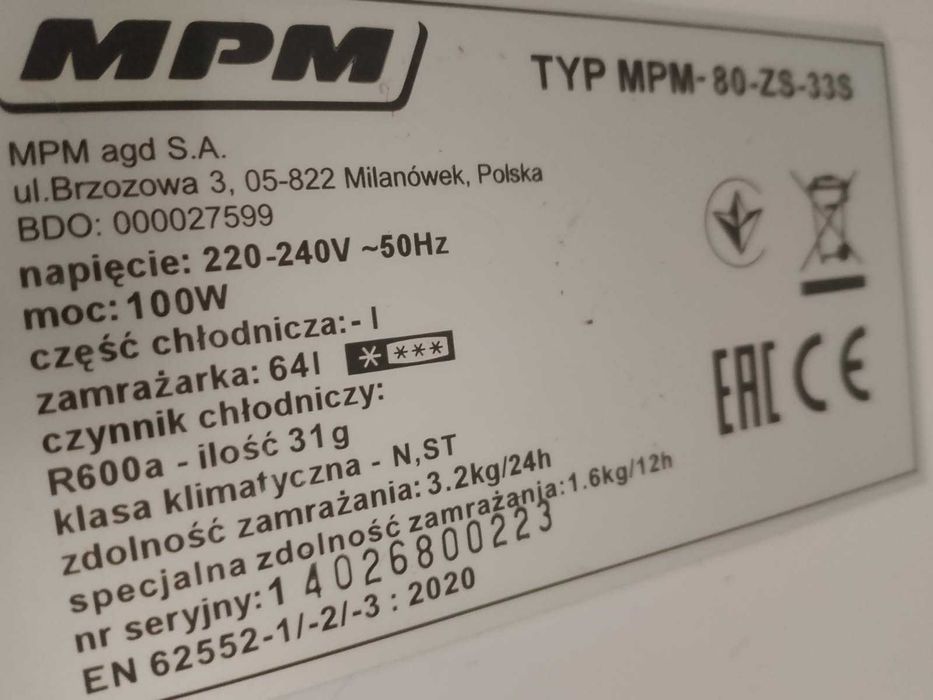 MPM
TYP MPM-80-ZS-33S
MPM agd S.A.
ul.Brzozowa 3, 05-822 Milanówek, Polska
BDO: 000027599
napięcie: 220-240V ~50Hz
moc: 100W
część chłodnicza:- l
zamrażarka: 64l * ***
czynnik chłodniczy:
R600a - ilość 31g
klasa klimatyczna - N,ST
zdolność zamrażania: 3.2kg/24h
specjalna zdolność zamrażania:1.6kg/12h
nr seryjny: 14026800223
EN 62552-1/-2/-3 : 2020
EAC CE